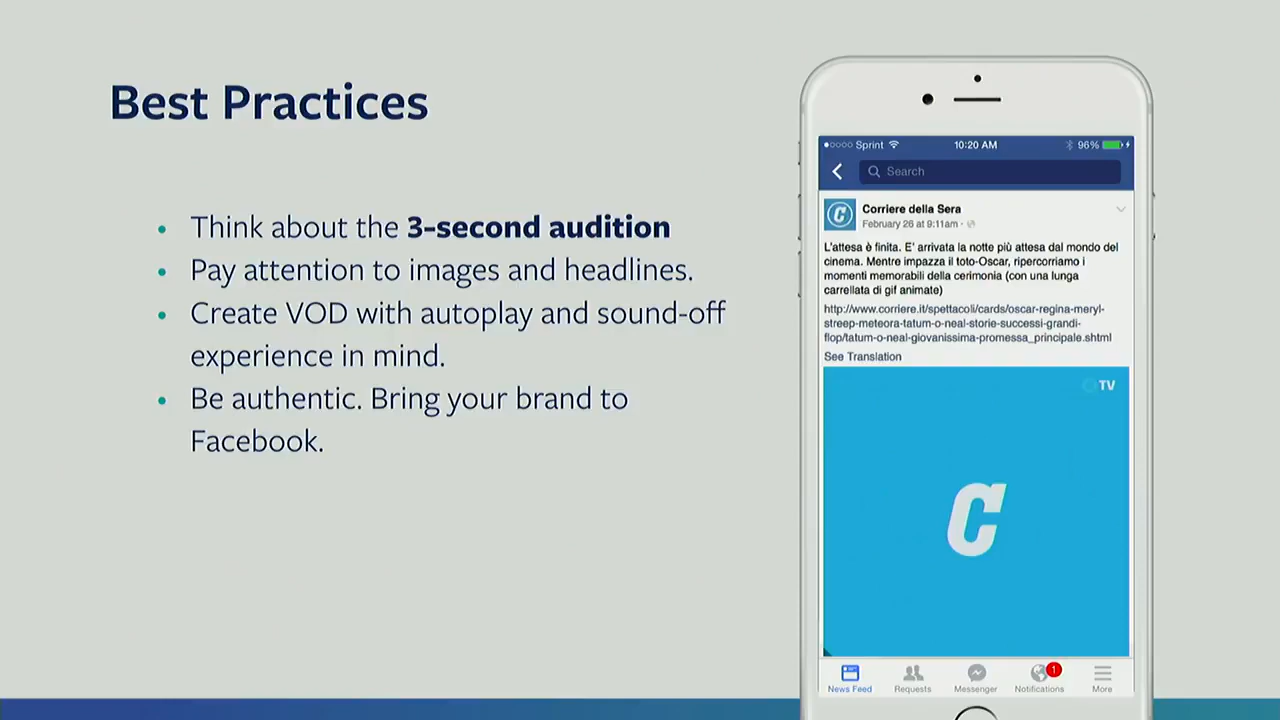 Best Practices
• Think about the 3-second audition
• Pay attention to images and headlines.
• Create VOD with autoplay and sound-off
experience in mind.
• Be authentic. Bring your brand to
Facebook.
Sprint 10:20 AM 96%
Search
C Corriere della Sera
February 26 at 9:11am ·
L'attesa è finita. E' arrivata la notte più attesa dal mondo del
cinema. Mentre impazza il toto-Oscar, ripercorriamo i
momenti memorabili della cerimonia (con una lunga
carrellata di gif animate)
http://www.corriere.it/spettacoli/cards/oscar-regina-meryl-
streep-meteora-tatum-o-neal-storie-successi-grandi-
flop/tatum-o-neal-giovanissima-promessa_principale.shtml
See Translation
TV
C
1
News Feed Requests Messenger Notifications More